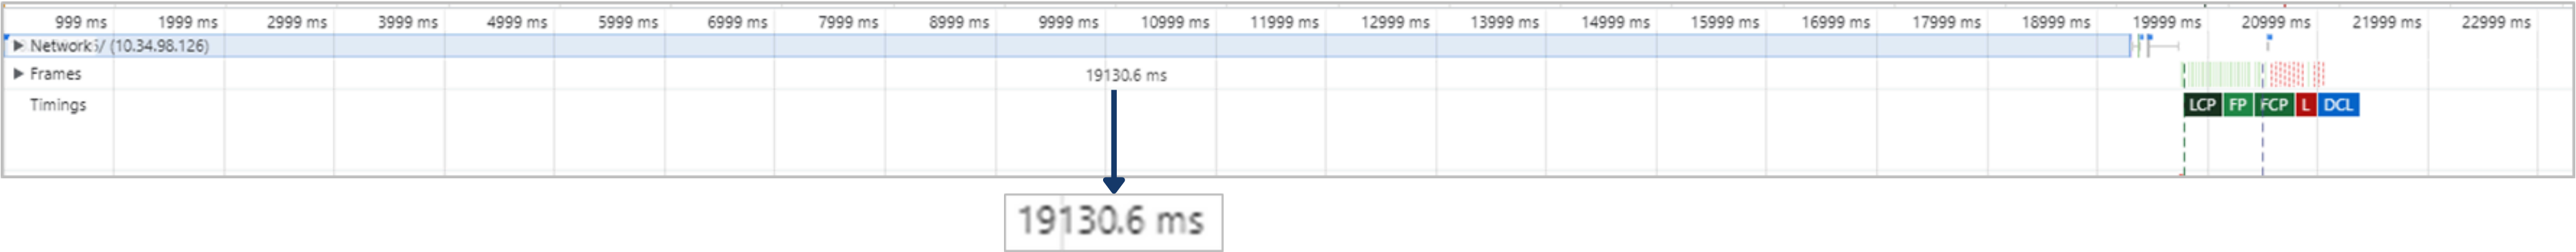 999 ms 1999 ms 2999 ms 3999 ms 4999 ms 5999 ms 6999 ms 7999 ms 8999 ms 9999 ms 10999 ms 11999 ms 12999 ms 13999 ms 14999 ms 15999 ms 16999 ms 17999 ms 18999 ms 19999 ms 20999 ms 21999 ms 22999 ms
Network / (10.34.98.126)
Frames 19130.6 ms
Timings LCP FP FCP L DCL
19130.6 ms